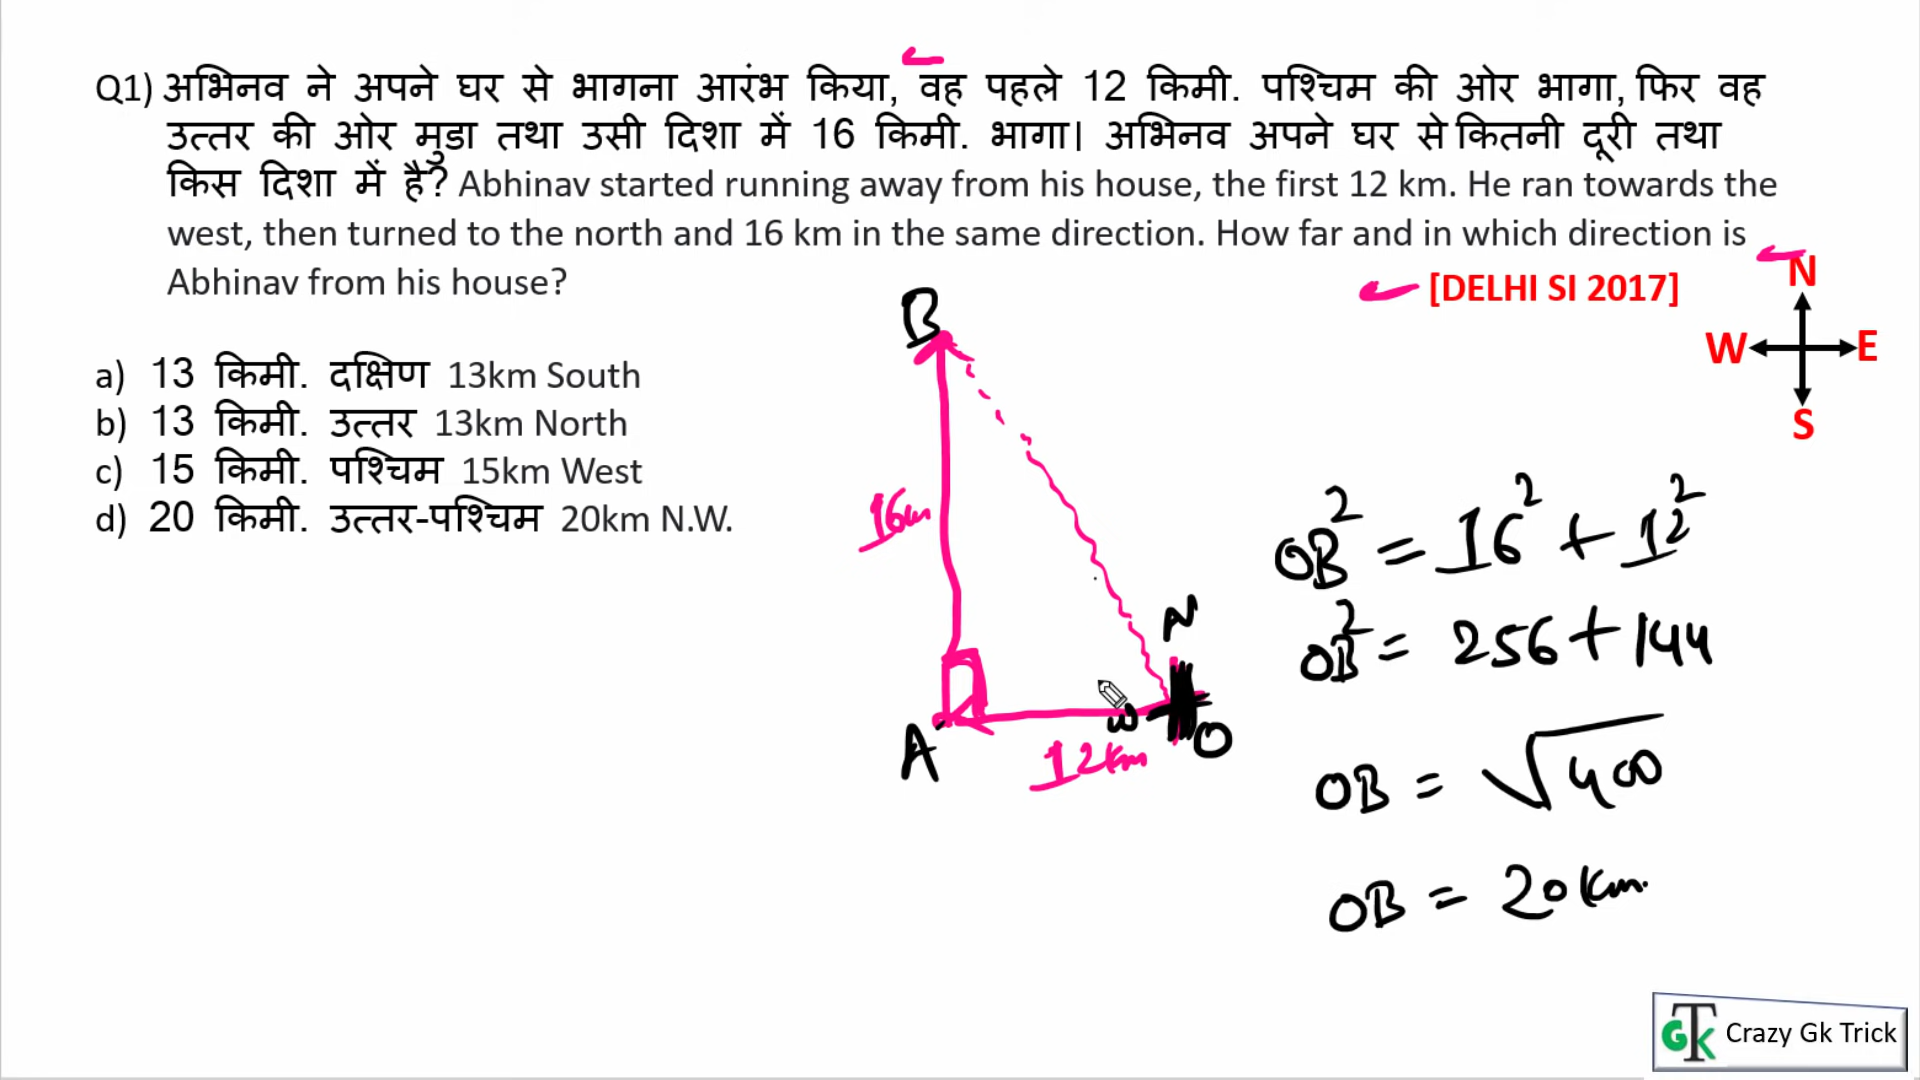 Q1) अभिनव ने अपने घर से भागना आरंभ किया, वह पहले 12 किमी. पश्चिम की ओर भागा, फिर वह
उत्तर की ओर मुडा तथा उसी दिशा में 16 किमी. भागा। अभिनव अपने घर से कितनी दूरी तथा
किस दिशा में है? Abhinav started running away from his house, the first 12 km. He ran towards the
west, then turned to the north and 16 km in the same direction. How far and in which direction is
Abhinav from his house?
[DELHI SI 2017]
N
W E
S
a) 13 किमी. दक्षिण 13km South
b) 13 किमी. उत्तर 13km North
c) 15 किमी. पश्चिम 15km West
d) 20 किमी. उत्तर-पश्चिम 20km N.W.
B
16km
N
W
A
O
12km
OB² = 16² + 12²
OB² = 256 + 144
OB = √400
OB = 20km.
GTK Crazy Gk Trick